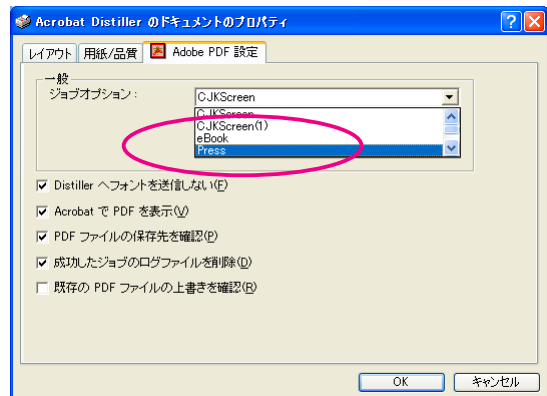 Acrobat Distiller のドキュメントのプロパティ
レイアウト 用紙/品質 Adobe PDF 設定
一般
ジョブオプション : CJKScreen
CJKScreen
CJKScreen(1)
eBook
Press
Distiller へフォントを送信しない(F)
Acrobat で PDF を表示(V)
PDF ファイルの保存先を確認(P)
成功したジョブのログファイルを削除(D)
既存の PDF ファイルの上書きを確認(R)
OK キャンセル